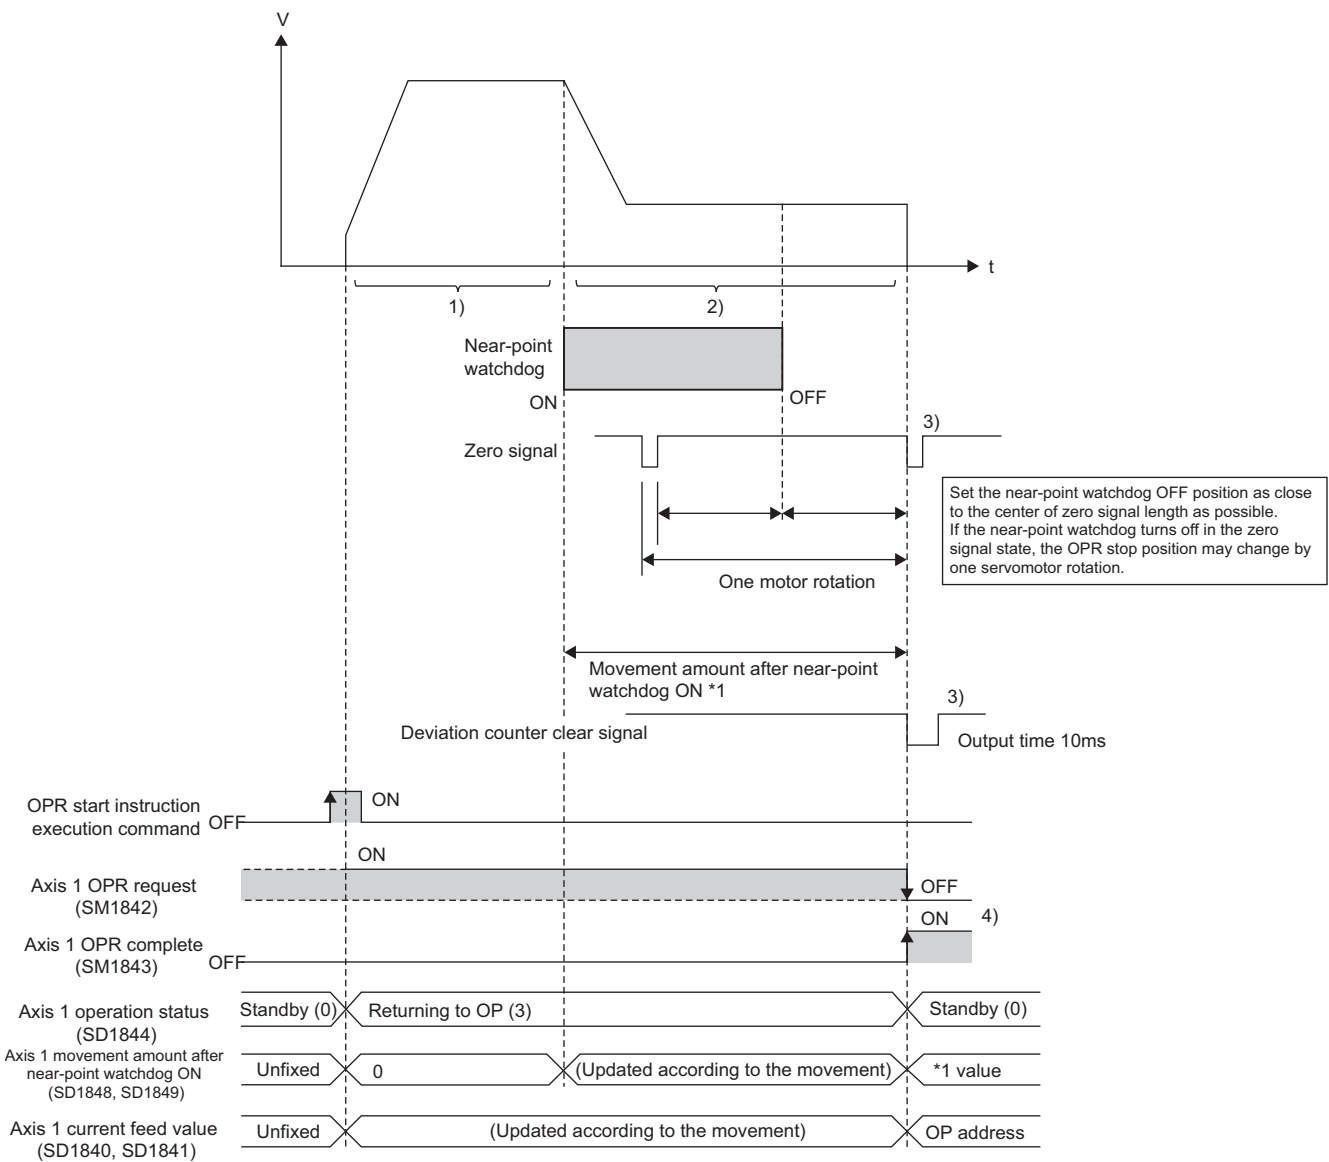 V
t
1)
2)
Near-point
watchdog
ON
OFF
3)
Zero signal
Set the near-point watchdog OFF position as close
to the center of zero signal length as possible.
If the near-point watchdog turns off in the zero
signal state, the OPR stop position may change by
one servomotor rotation.
One motor rotation
Movement amount after near-point
watchdog ON *1
3)
Deviation counter clear signal
Output time 10ms
OPR start instruction
execution command
OFF
ON
ON
Axis 1 OPR request
(SM1842)
OFF
ON
4)
Axis 1 OPR complete
(SM1843)
OFF
Axis 1 operation status
(SD1844)
Standby (0)
Returning to OP (3)
Standby (0)
Axis 1 movement amount after
near-point watchdog ON
(SD1848, SD1849)
Unfixed
0
(Updated according to the movement)
*1 value
Axis 1 current feed value
(SD1840, SD1841)
Unfixed
(Updated according to the movement)
OP address